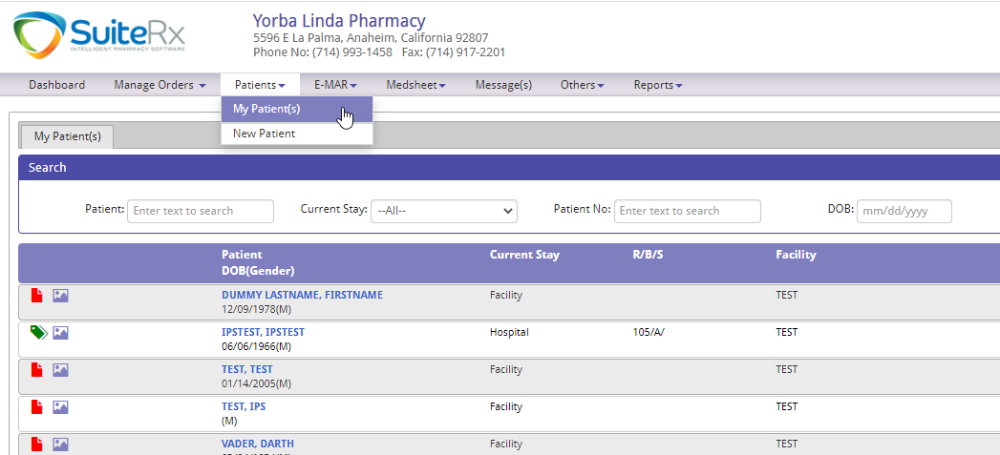 SuiteRx
INTELLIGENT PHARMACY SOFTWARE
Yorba Linda Pharmacy
5596 E La Palma, Anaheim, California 92807
Phone No: (714) 993-1458 Fax: (714) 917-2201
Dashboard Manage Orders Patients E-MAR Medsheet Message(s) Others Reports
My Patient(s)
New Patient
My Patient(s)
Search
Patient: Enter text to search Current Stay: --All-- Patient No: Enter text to search DOB: mm/dd/yyyy
Patient Current Stay R/B/S Facility
DOB(Gender)
DUMMY LASTNAME, FIRSTNAME Facility TEST
12/09/1978(M)
IPSTEST, IPSTEST Hospital 105/A/ TEST
06/06/1966(M)
TEST, TEST Facility TEST
01/14/2005(M)
TEST, IPS Facility TEST
(M)
VADER, DARTH Facility TEST